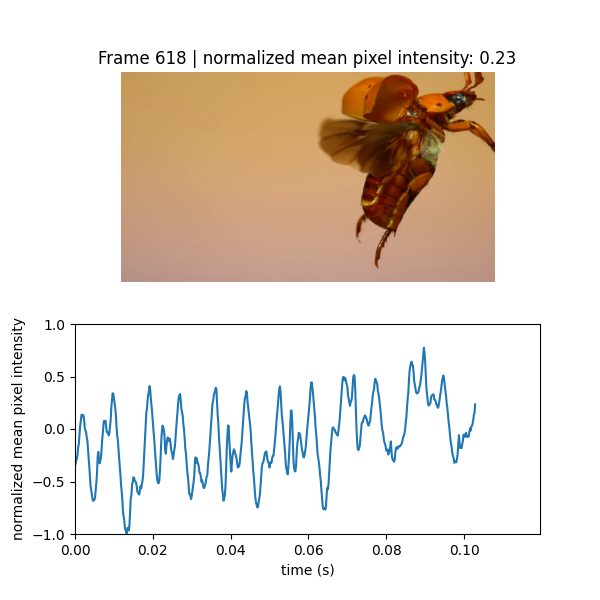 Frame 618 | normalized mean pixel intensity: 0.23
1.0
0.5
0.0
−0.5
−1.0
normalized mean pixel intensity
0.00 0.02 0.04 0.06 0.08 0.10
time (s)